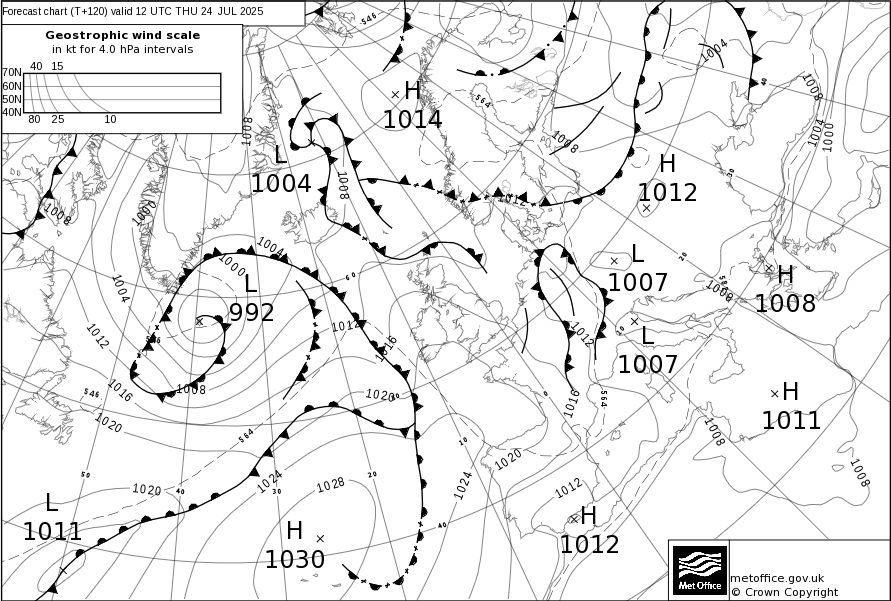 Forecast chart (T+120) valid 12 UTC THU 24 JUL 2025
Geostrophic wind scale
in kt for 4.0 hPa intervals
40 15
70N
60N
50N
40N
80 25 10
546
1004
40
H
1014
564
1008
1008
1004
1000
1008
L
1004
1008
H
1012
1012
30
1008
1000
1004
1000
L
992
60
L
1007
20
H
1008
1008
1004
1012
1012
1016
1012
10
L
1007
1016
546
1008
1020
30
0
1016
564
H
1011
1020
564
10
1008
50
1020
40
1024
30
1028
20
1024
1020
1012
1008
L
1011
H
1030
40
H
1012
Met Office
metoffice.gov.uk
© Crown Copyright